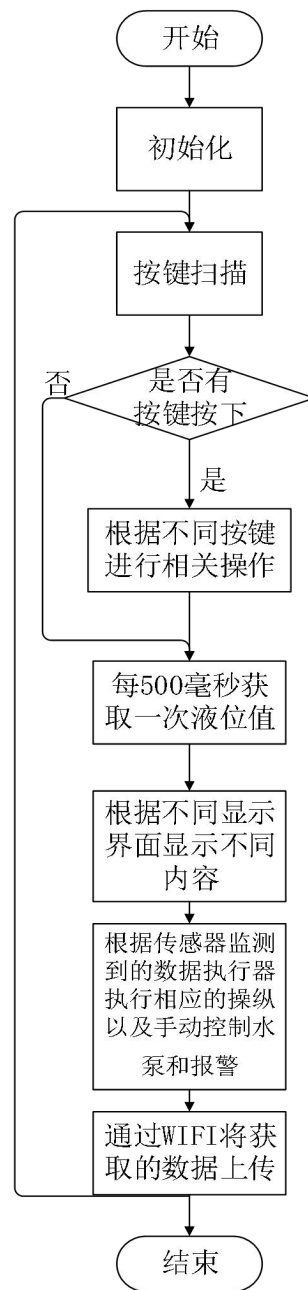 开始
初始化
按键扫描
是否有
按键按下
否
是
根据不同按键
进行相关操作
每500毫秒获
取一次液位值
根据不同显示
界面显示不同
内容
根据传感器监测
到的数据执行器
执行相应的操纵
以及手动控制水
泵和报警
通过WIFI将获
取的数据上传
结束